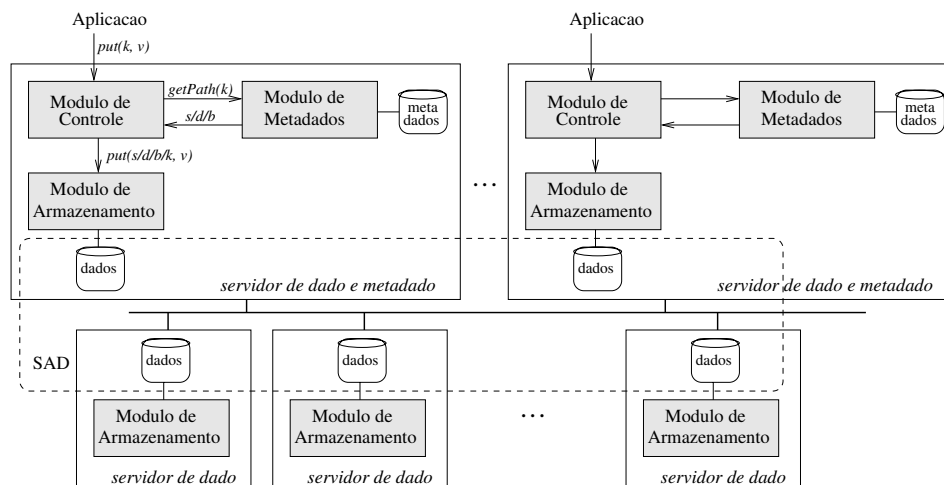 Aplicacao
put(k, v)
Modulo de
Controle
getPath(k)
s/d/b
Modulo de
Metadados
meta
dados
put(s/d/b/k, v)
Modulo de
Armazenamento
dados
servidor de dado e metadado
...
Aplicacao
Modulo de
Controle
Modulo de
Metadados
meta
dados
Modulo de
Armazenamento
dados
servidor de dado e metadado
SAD
dados
Modulo de
Armazenamento
servidor de dado
dados
Modulo de
Armazenamento
servidor de dado
...
dados
Modulo de
Armazenamento
servidor de dado